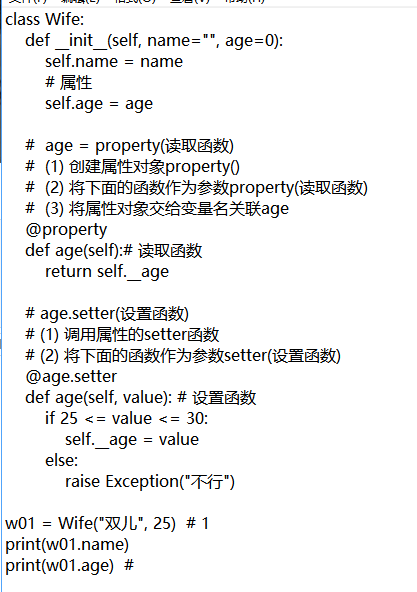 class Wife:
    def __init__(self, name="", age=0):
        self.name = name
        # 属性
        self.age = age
    #  age = property(读取函数)
    #  (1) 创建属性对象property()
    #  (2) 将下面的函数作为参数property(读取函数)
    #  (3) 将属性对象交给变量名关联age
    @property
    def age(self):# 读取函数
        return self.__age
    # age.setter(设置函数)
    # (1) 调用属性的setter函数
    # (2) 将下面的函数作为参数setter(设置函数)
    @age.setter
    def age(self, value): # 设置函数
        if 25 <= value <= 30:
            self.__age = value
        else:
            raise Exception("不行")
w01 = Wife("双儿", 25)  # 1
print(w01.name)
print(w01.age)  #